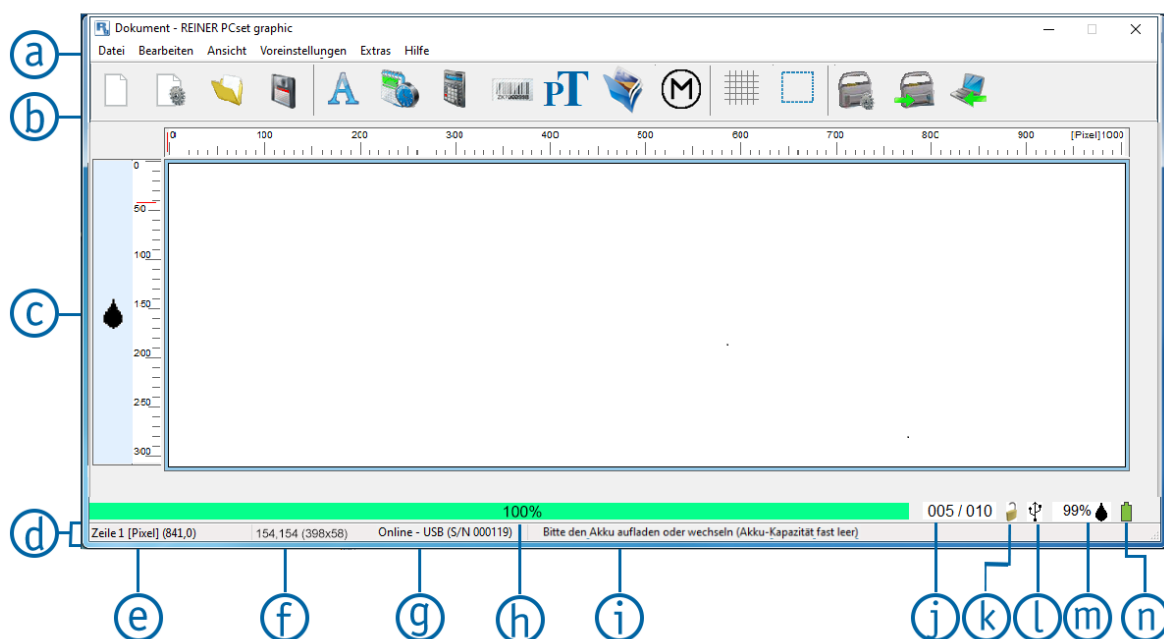 Dokument - REINER PCset graphic
a
Datei Bearbeiten Ansicht Voreinstellungen Extras Hilfe
b
A
pT
M
0 100 200 300 400 500 600 700 800 900 [Pixel]1000
0
50
100
150
200
250
300
c
100% 005 / 010 99%
d
Zeile 1 [Pixel] (841,0) 154,154 (398x58) Online - USB (S/N 000119) Bitte den Akku aufladen oder wechseln (Akku-Kapazität fast leer)
e f g h i j k l m n